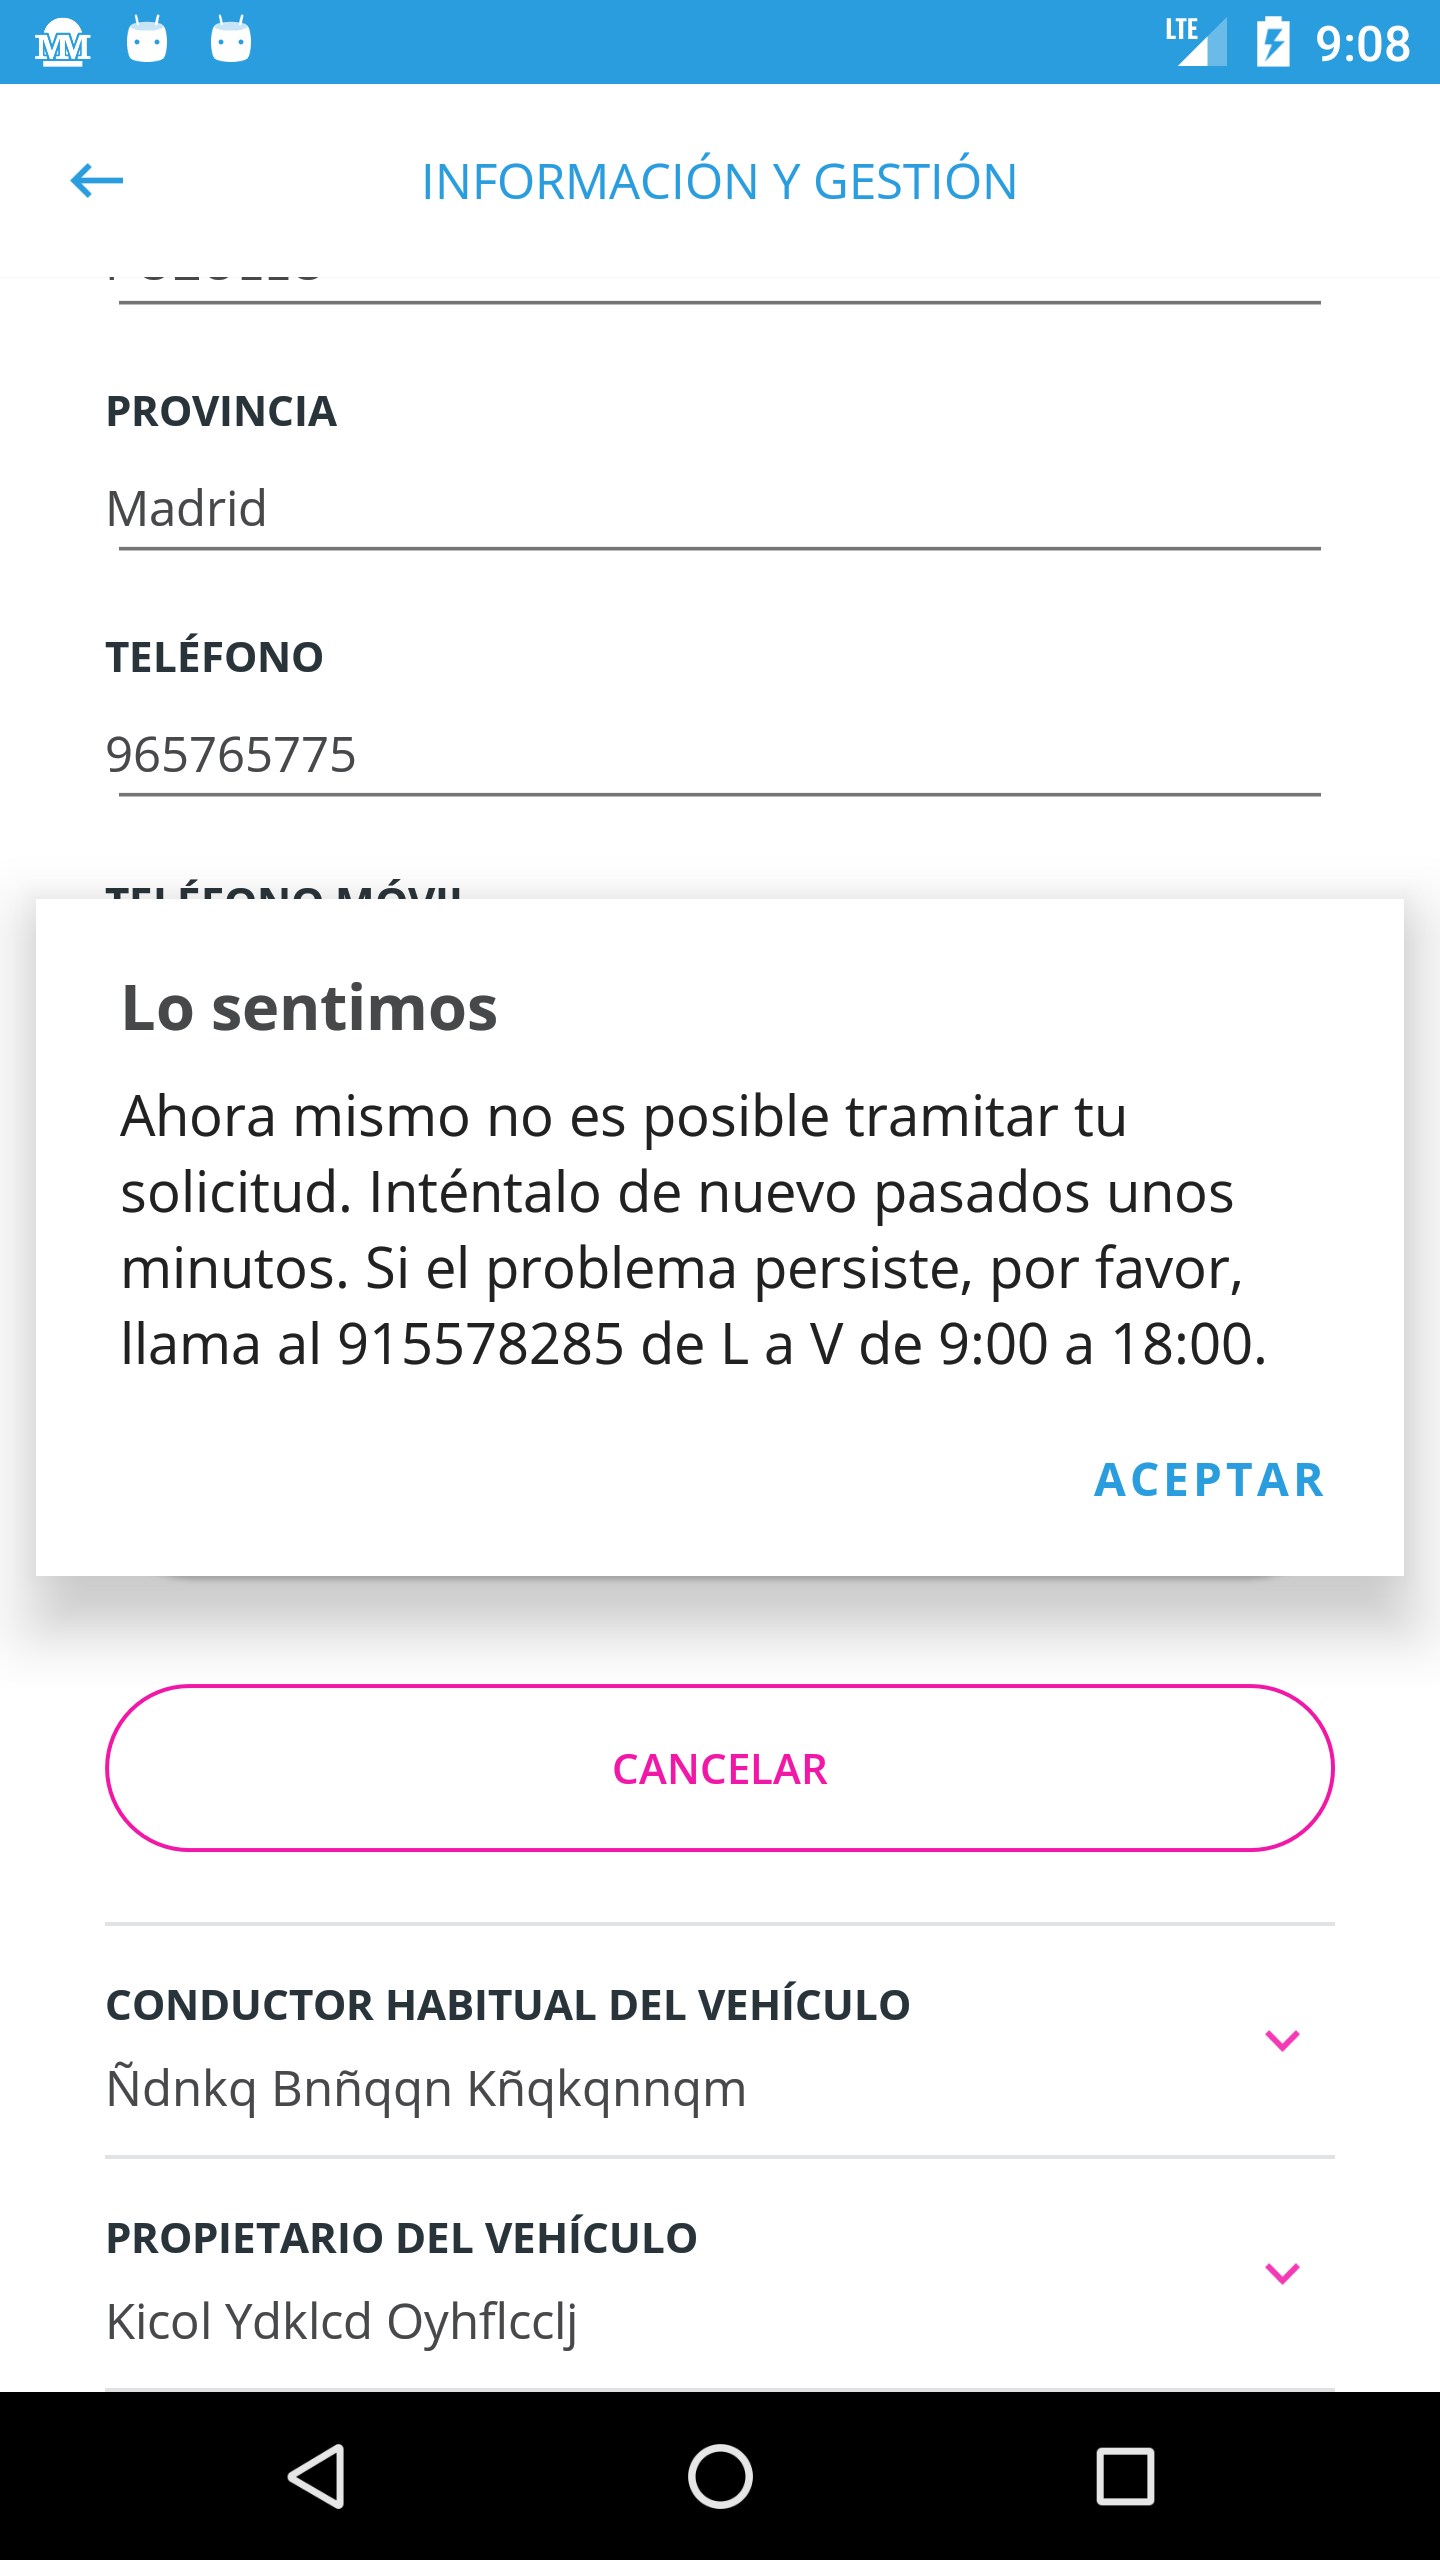 LTE 9:08
INFORMACIÓN Y GESTIÓN
PROVINCIA
Madrid
TELÉFONO
965765775
TELÉFONO MÓVIL
Lo sentimos
Ahora mismo no es posible tramitar tu
solicitud. Inténtalo de nuevo pasados unos
minutos. Si el problema persiste, por favor,
llama al 915578285 de L a V de 9:00 a 18:00.
ACEPTAR
CANCELAR
CONDUCTOR HABITUAL DEL VEHÍCULO
Ñdnkq Bnñqqn Kñqkqnnqm
PROPIETARIO DEL VEHÍCULO
Kicol Ydklcd Oyhflcclj